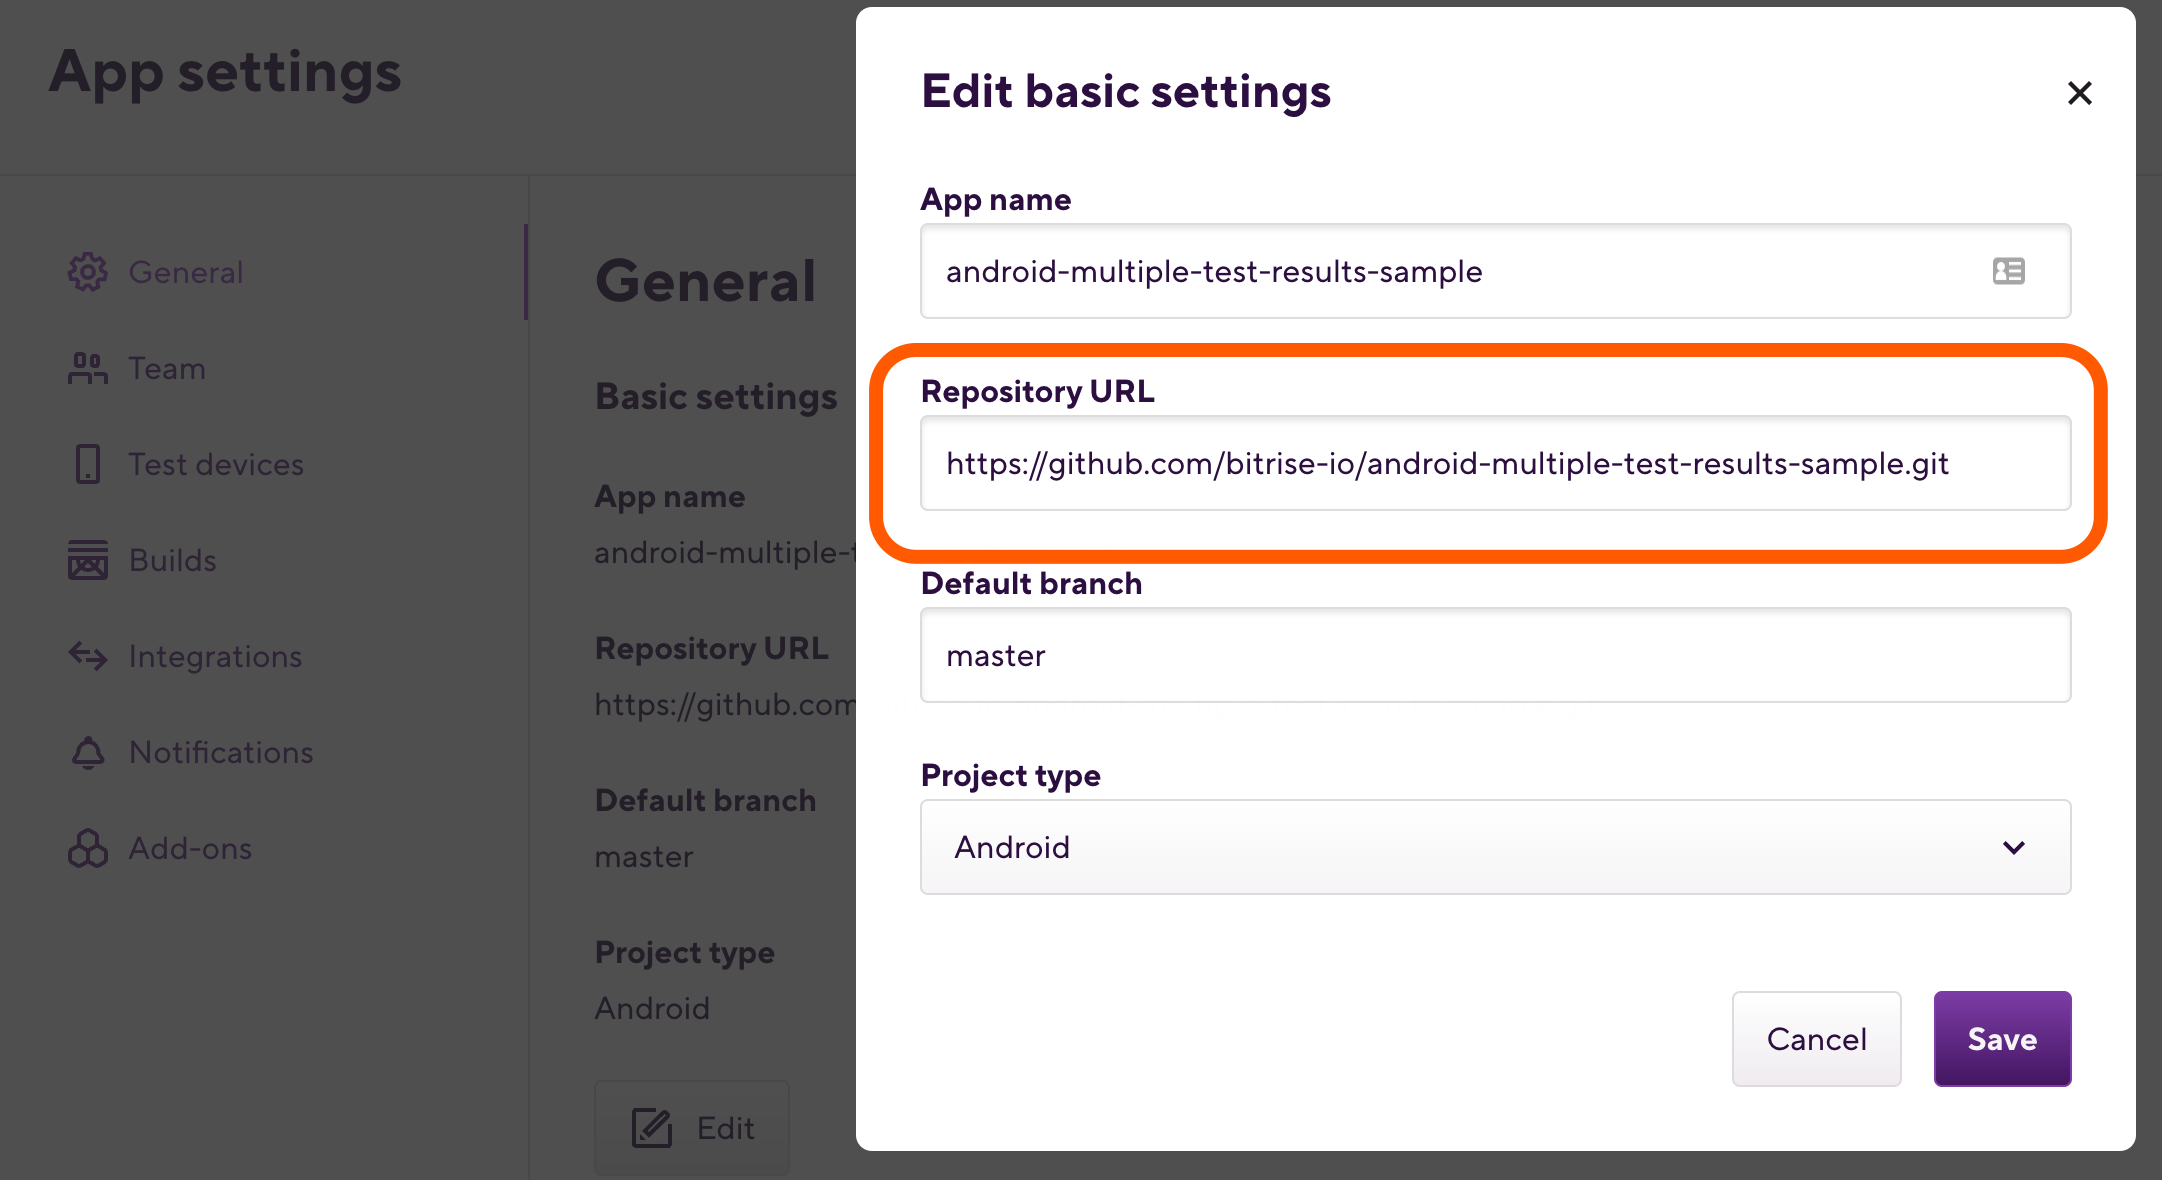 App settings
General
Team
Test devices
Builds
Integrations
Notifications
Add-ons
General
Basic settings
App name
android-multiple-
Repository URL
https://github.com
Default branch
master
Project type
Android
Edit
Edit basic settings
App name
android-multiple-test-results-sample
Repository URL
https://github.com/bitrise-io/android-multiple-test-results-sample.git
Default branch
master
Project type
Android
Cancel
Save